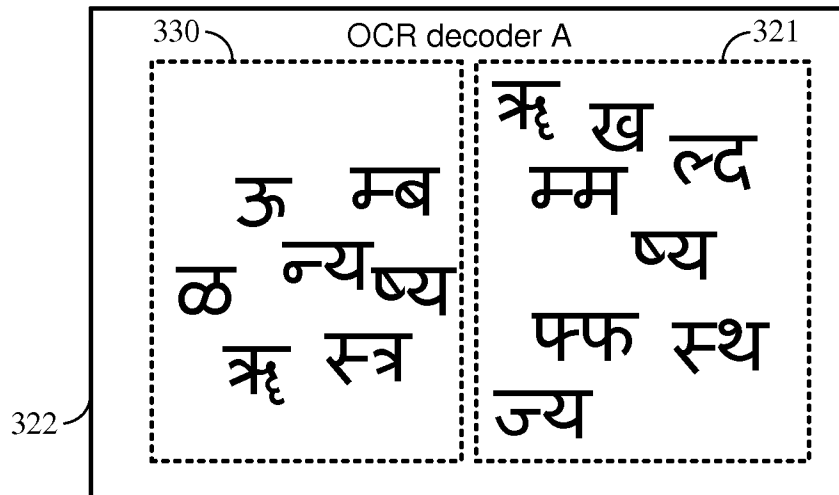 330 OCR decoder A 321
ऊ
म्ब
न्य
ळ
ष्य
ॠ
स्त्र
ॠ
ख
ल्द
म्म
ष्य
फ्फ
स्थ
ज्य
322